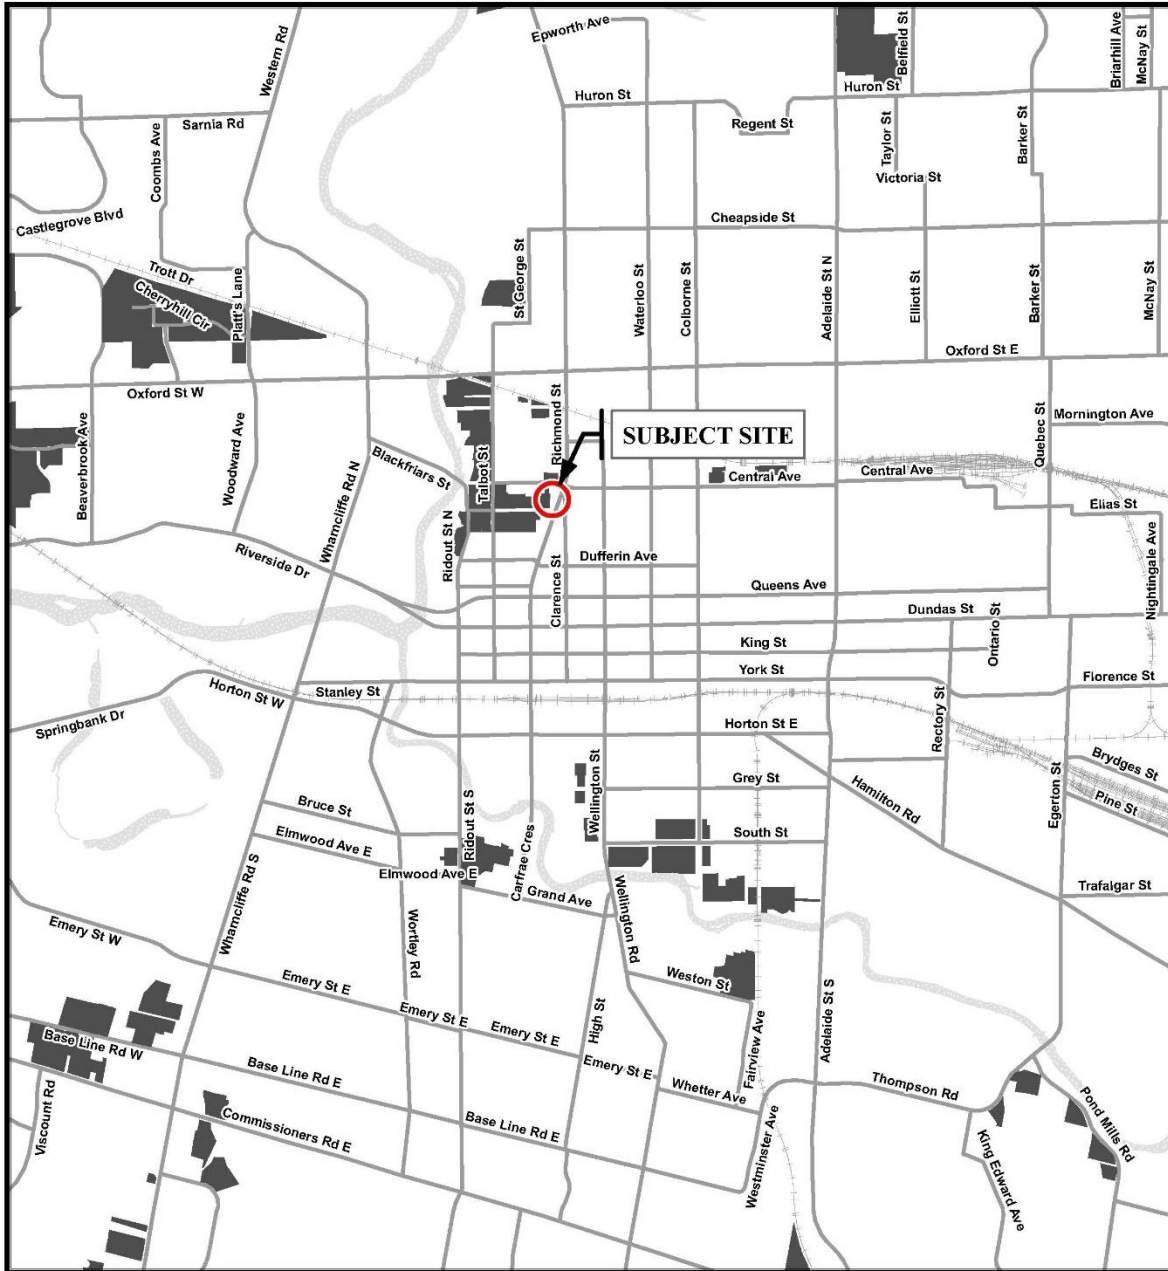 Epworth Ave
Western Rd
Belfield St
Briarhill Ave
McNay St
Huron St
Huron St
Sarnia Rd
Coombs Ave
Regent St
Taylor St
Barker St
Victoria St
Castlegrove Blvd
Cheapside St
Trott Dr
Cherryhill Cir
Platt's Lane
St George St
Waterloo St
Colborne St
Adelaide St N
Elliott St
Barker St
McNay St
Oxford St E
Oxford St W
Richmond St
Beaverbrook Ave
Woodward Ave
Wharncliffe Rd N
Blackfriars St
Talbot St
SUBJECT SITE
Quebec St
Mornington Ave
Central Ave
Central Ave
Elias St
Ridout St N
Riverside Dr
Clarence St
Dufferin Ave
Queens Ave
Nightingale Ave
Dundas St
King St
Ontario St
York St
Florence St
Horton St W
Stanley St
Springbank Dr
Horton St E
Rectory St
Brydges St
Pine St
Egerton St
Wellington St
Grey St
Hamilton Rd
Bruce St
Ridout St S
South St
Elmwood Ave E
Elmwood Ave E
Carfrae Cres
Grand Ave
Trafalgar St
Wharncliffe Rd S
Wortley Rd
Wellington Rd
Emery St W
Weston St
Emery St E
Emery St E
Emery St E
Emery St E
High St
Fairview Ave
Adelaide St S
Base Line Rd W
Base Line Rd E
Whetter Ave
Thompson Rd
Viscount Rd
Commissioners Rd E
Base Line Rd E
Westminster Ave
Pond Mills Rd
King Edward Ave